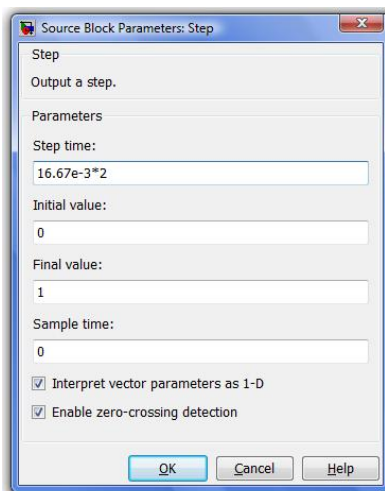 Source Block Parameters: Step
Step
Output a step.
Parameters
Step time:
16.67e-3*2
Initial value:
0
Final value:
1
Sample time:
0
Interpret vector parameters as 1-D
Enable zero-crossing detection
OK Cancel Help